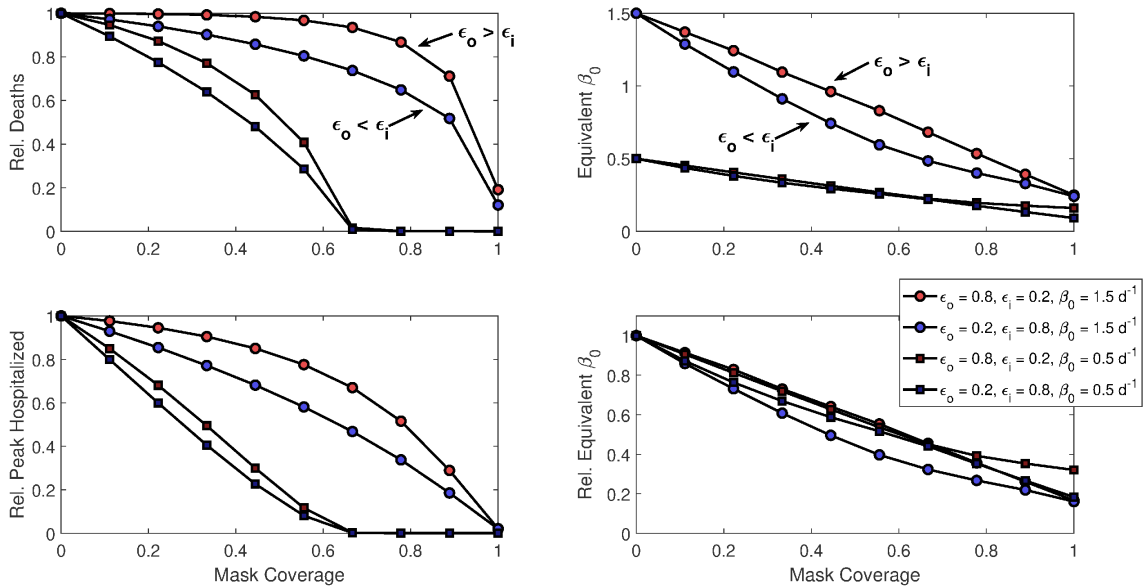 1
0.8
0.6
0.4
0.2
0
Rel. Deaths
0 0.2 0.4 0.6 0.8 1
ϵo > ϵi
ϵo < ϵi
1.5
1
0.5
0
Equivalent β0
0 0.2 0.4 0.6 0.8 1
ϵo > ϵi
ϵo < ϵi
1
0.8
0.6
0.4
0.2
0
Rel. Peak Hospitalized
0 0.2 0.4 0.6 0.8 1
Mask Coverage
1
0.8
0.6
0.4
0.2
0
Rel. Equivalent β0
0 0.2 0.4 0.6 0.8 1
Mask Coverage
ϵo = 0.8, ϵi = 0.2, β0 = 1.5 d-1
ϵo = 0.2, ϵi = 0.8, β0 = 1.5 d-1
ϵo = 0.8, ϵi = 0.2, β0 = 0.5 d-1
ϵo = 0.2, ϵi = 0.8, β0 = 0.5 d-1